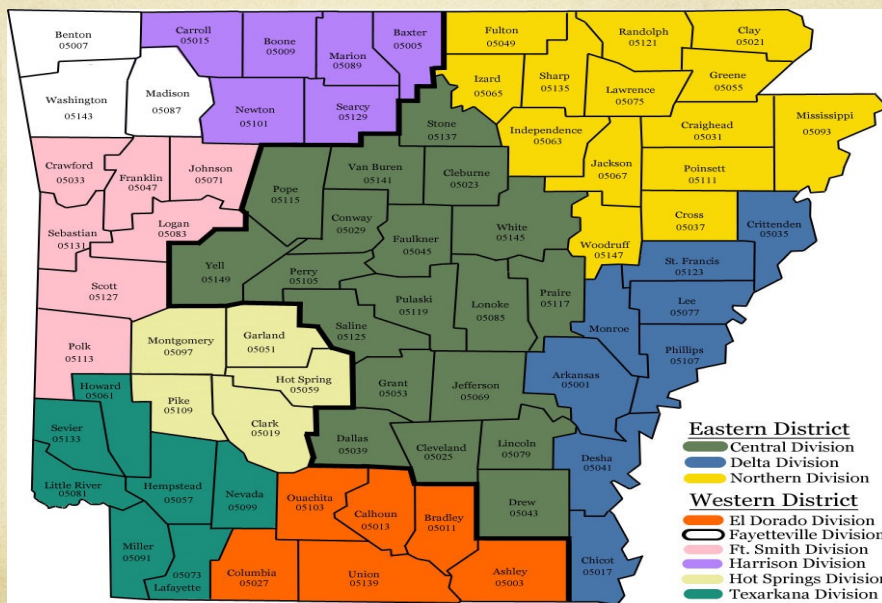 Benton
05007
Carroll
05015
Boone
05011
Marion
05089
Baxter
05005
Fulton
05049
Randolph
05121
Clay
05021
Washington
05143
Madison
05087
Newton
05101
Searcy
05129
Izard
05065
Sharp
05135
Lawrence
05075
Greene
05055
Mississippi
05093
Stone
05137
Independence
05063
Craighead
05031
Crawford
05033
Franklin
05047
Johnson
05071
Van Buren
05141
Cleburne
05023
Jackson
05067
Poinsett
05111
Pope
05115
Sebastian
05131
Logan
05083
Conway
05029
Faulkner
05045
White
05145
Woodruff
05147
Cross
05037
Crittenden
05035
Yell
05149
Perry
05105
St. Francis
05123
Scott
05127
Pulaski
05119
Lonoke
05085
Praire
05117
Lee
05077
Polk
05113
Montgomery
05097
Garland
05051
Saline
05125
Monroe
Phillips
05107
Howard
05061
Pike
05109
Hot Spring
05059
Grant
05053
Jefferson
05069
Arkansas
05001
Sevier
05133
Clark
05019
Dallas
05039
Cleveland
05025
Lincoln
05079
Desha
05041
Little River
05081
Hempstead
05057
Nevada
05099
Ouachita
05103
Calhoun
05013
Bradley
05011
Drew
05043
Miller
05091
05073
Lafayette
Columbia
05027
Union
05139
Ashley
05003
Chicot
05017
Eastern District
Central Division
Delta Division
Northern Division
Western District
El Dorado Division
Fayetteville Division
Ft. Smith Division
Harrison Division
Hot Springs Division
Texarkana Division